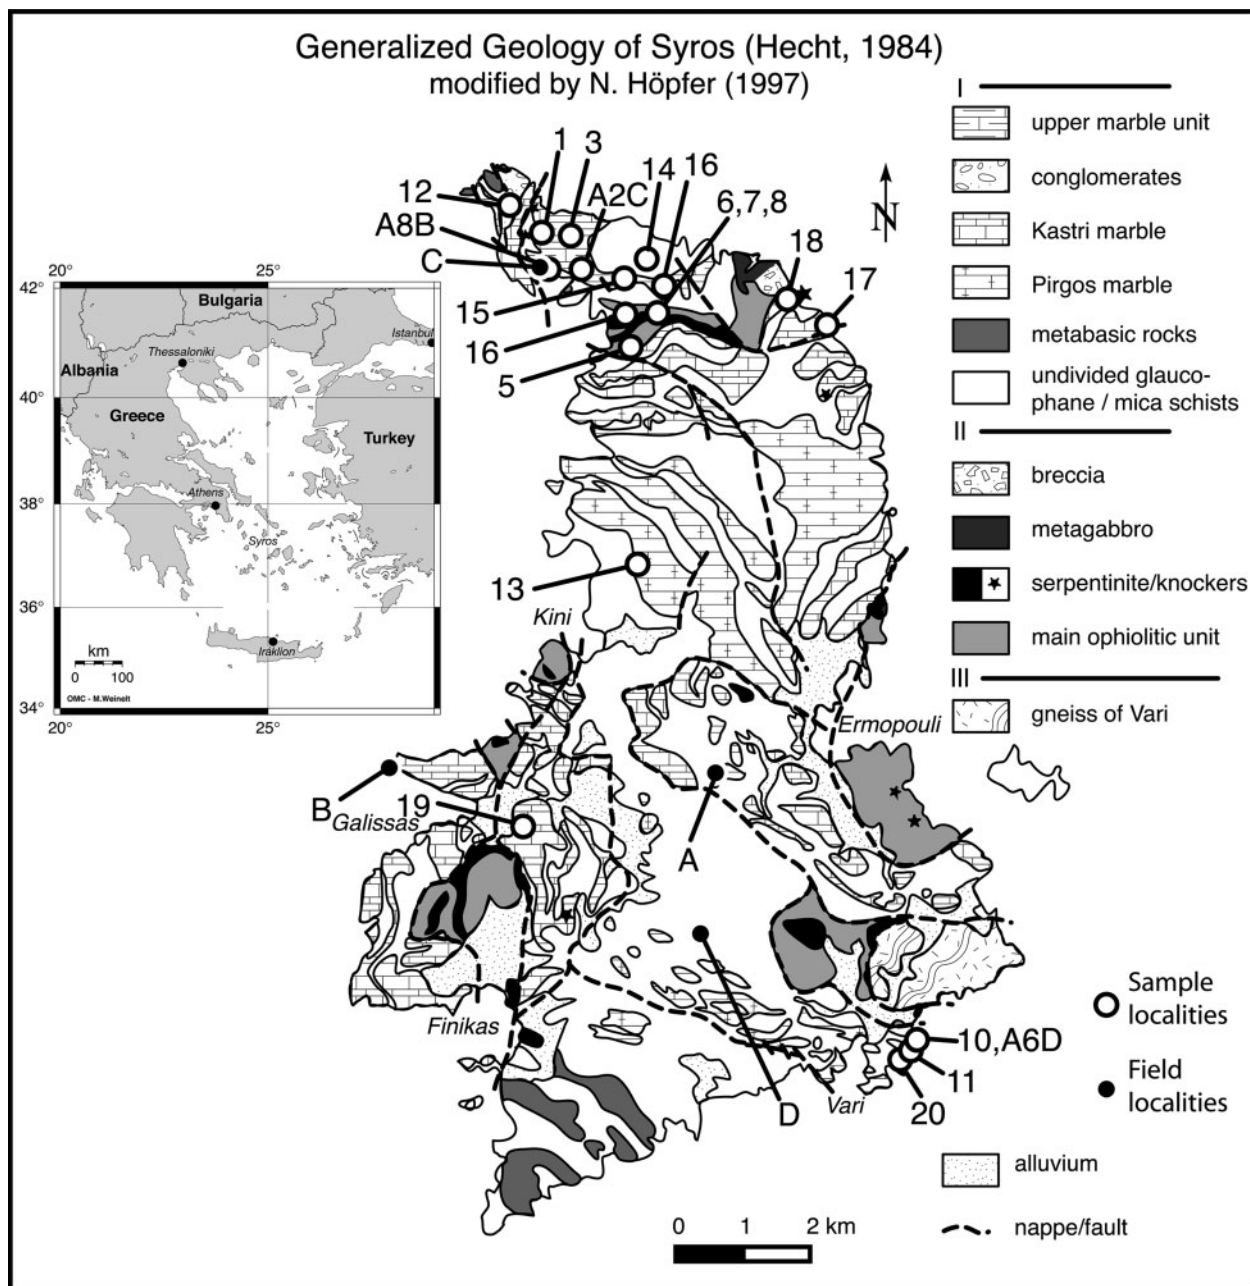 Generalized Geology of Syros (Hecht, 1984)
modified by N. Höpfer (1997)
I
upper marble unit
conglomerates
Kastri marble
Pirgos marble
metabasic rocks
undivided glauco-
phane / mica schists
II
breccia
metagabbro
serpentinite/knockers
main ophiolitic unit
III
gneiss of Vari
1
3
14
16
12
A2C
6,7,8
A8B
C
18
17
15
16
5
N
13
Kini
Ermopouli
B
19
Galissas
A
Finikas
D
Vari
10,A6D
11
20
20°
25°
42°
Bulgaria
Istanbul
Thessaloniki
Albania
40°
Greece
Turkey
38°
Athens
Syros
36°
Iraklion
km
0 100
OMC - M.Weinelt
34°
20°
25°
Sample
localities
Field
localities
alluvium
nappe/fault
0 1 2 km